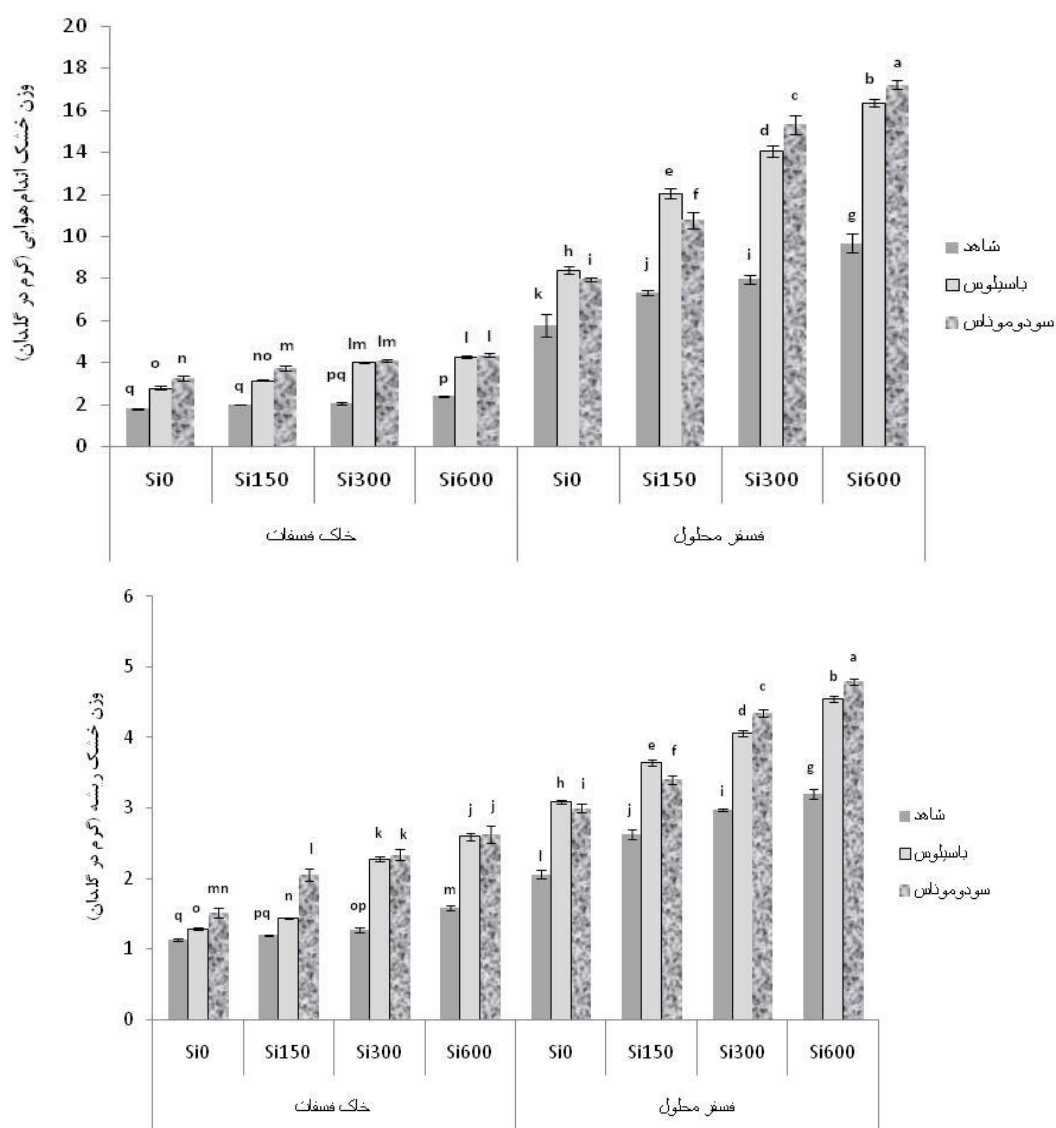 وزن خشک اندام هوایی (گرم در گلدان)
20
18
16
14
12
10
8
6
4
2
0
q o n q no m pq lm lm p l l k h i j e f i d c g b a
Si0 Si150 Si300 Si600 Si0 Si150 Si300 Si600
خاک فسفات
فسفر محلول
شاهد
باسیلوس
سودوموناس
وزن خشک ریشه (گرم در گلدان)
6
5
4
3
2
1
0
q o mn pq n l op k k m j j l h i j e f i d c g b a
Si0 Si150 Si300 Si600 Si0 Si150 Si300 Si600
خاک فسفات
فسفر محلول
شاهد
باسیلوس
سودوموناس